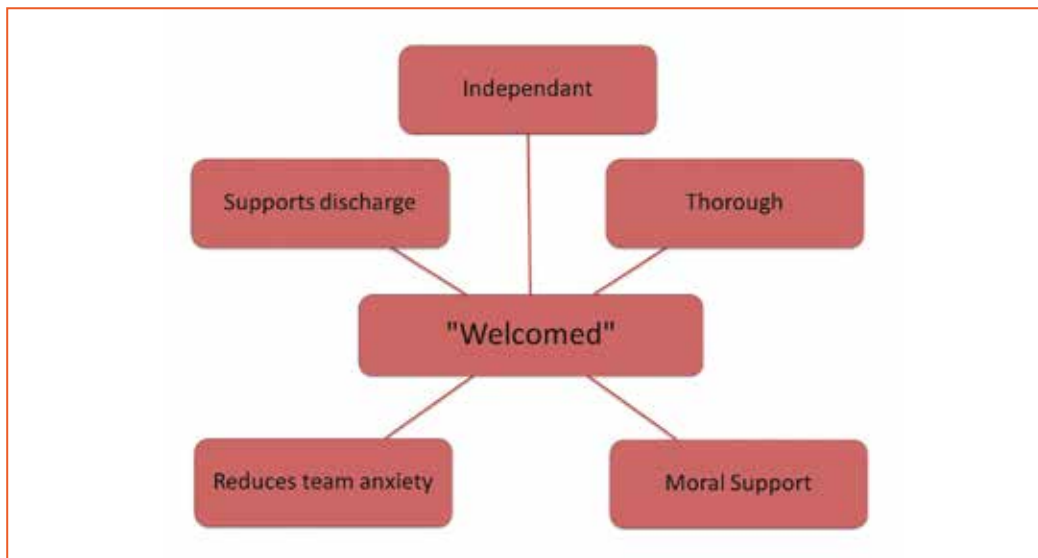 Independant
Supports discharge
Thorough
"Welcomed"
Reduces team anxiety
Moral Support